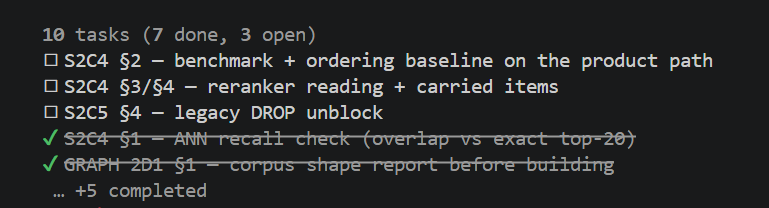 10 tasks (7 done, 3 open)
☐ S2C4 §2 — benchmark + ordering baseline on the product path
☐ S2C4 §3/§4 — reranker reading + carried items
☐ S2C5 §4 — legacy DROP unblock
✓ S2C4 §1 — ANN recall check (overlap vs exact top-20)
✓ GRAPH 2D1 §1 — corpus shape report before building
… +5 completed